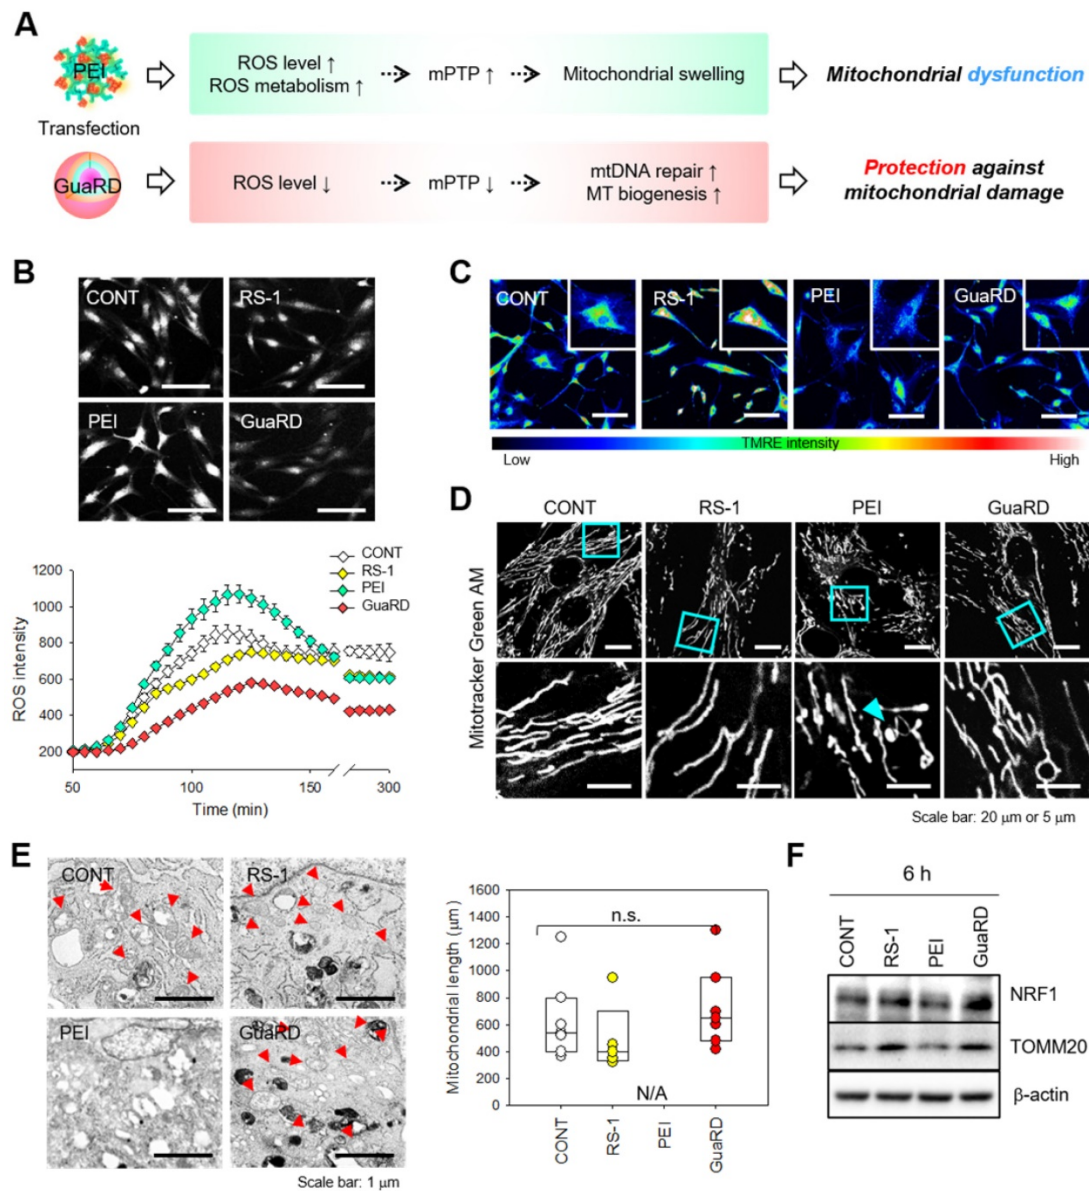 A
PEI
ROS level ↑
ROS metabolism ↑
mPTP ↑
Mitochondrial swelling
Mitochondrial dysfunction
Transfection
GuaRD
ROS level ↓
mPTP ↓
mtDNA repair ↑
MT biogenesis ↑
Protection against
mitochondrial damage
B
CONT
RS-1
PEI
GuaRD
CONT
RS-1
PEI
GuaRD
1200
1000
800
600
400
200
ROS intensity
50
100
150
300
Time (min)
C
CONT
RS-1
PEI
GuaRD
TMRE intensity
Low
High
D
CONT
RS-1
PEI
GuaRD
Mitotracker Green AM
Scale bar: 20 μm or 5 μm
E
CONT
RS-1
PEI
GuaRD
Scale bar: 1 μm
1600
1400
1200
1000
800
600
400
200
0
Mitochondrial length (μm)
n.s.
N/A
CONT
RS-1
PEI
GuaRD
F
6 h
CONT
RS-1
PEI
GuaRD
NRF1
TOMM20
β-actin